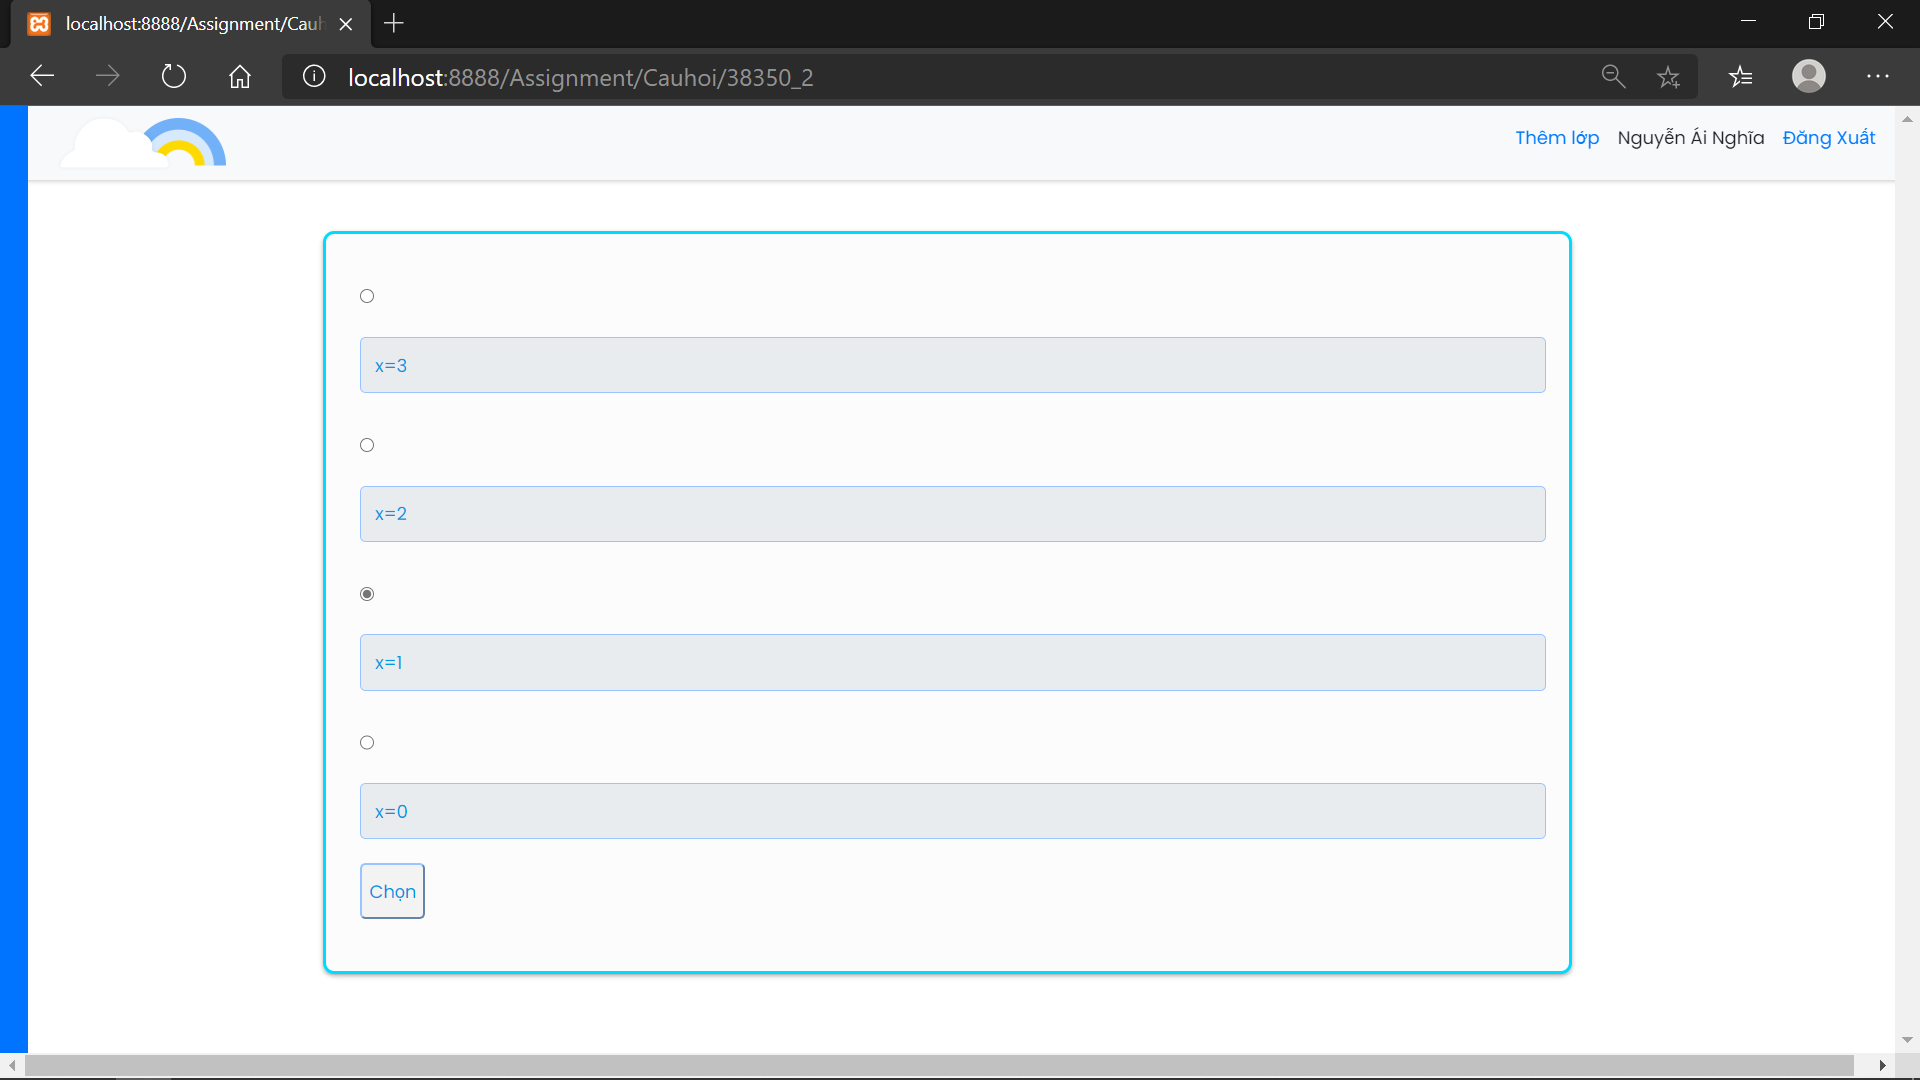 localhost:8888/Assignment/Cauh
localhost:8888/Assignment/Cauhoi/38350_2
Thêm lớp Nguyễn Ái Nghĩa Đăng Xuất
x=3
x=2
x=1
x=0
Chọn